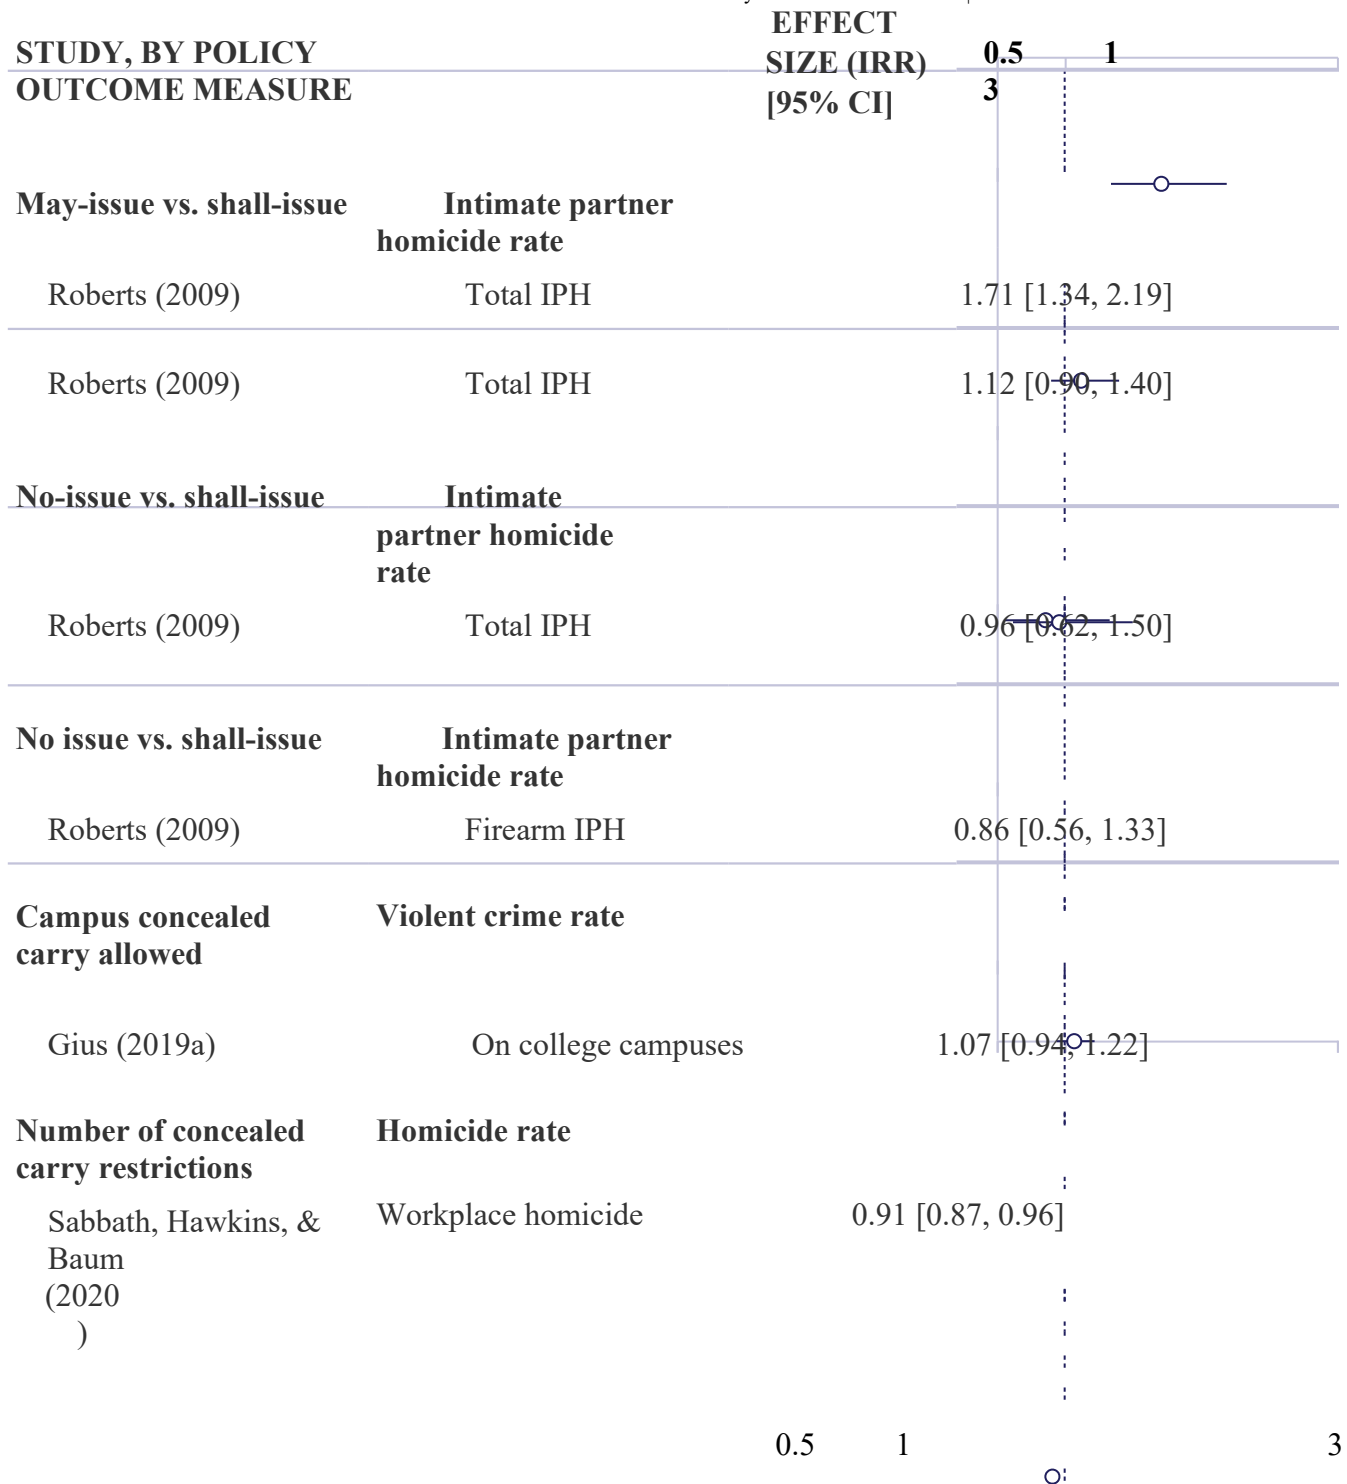 EFFECT
STUDY, BY POLICY SIZE (IRR) 0.5 1
OUTCOME MEASURE [95% CI] 3
May-issue vs. shall-issue Intimate partner
homicide rate
Roberts (2009) Total IPH 1.71 [1.34, 2.19]
Roberts (2009) Total IPH 1.12 [0.90, 1.40]
No-issue vs. shall-issue Intimate
partner homicide
rate
Roberts (2009) Total IPH 0.96 [0.62, 1.50]
No issue vs. shall-issue Intimate partner
homicide rate
Roberts (2009) Firearm IPH 0.86 [0.56, 1.33]
Campus concealed Violent crime rate
carry allowed
Gius (2019a) On college campuses 1.07 [0.94, 1.22]
Number of concealed Homicide rate
carry restrictions
Sabbath, Hawkins, & Workplace homicide 0.91 [0.87, 0.96]
Baum
(2020
)
0.5 1 3